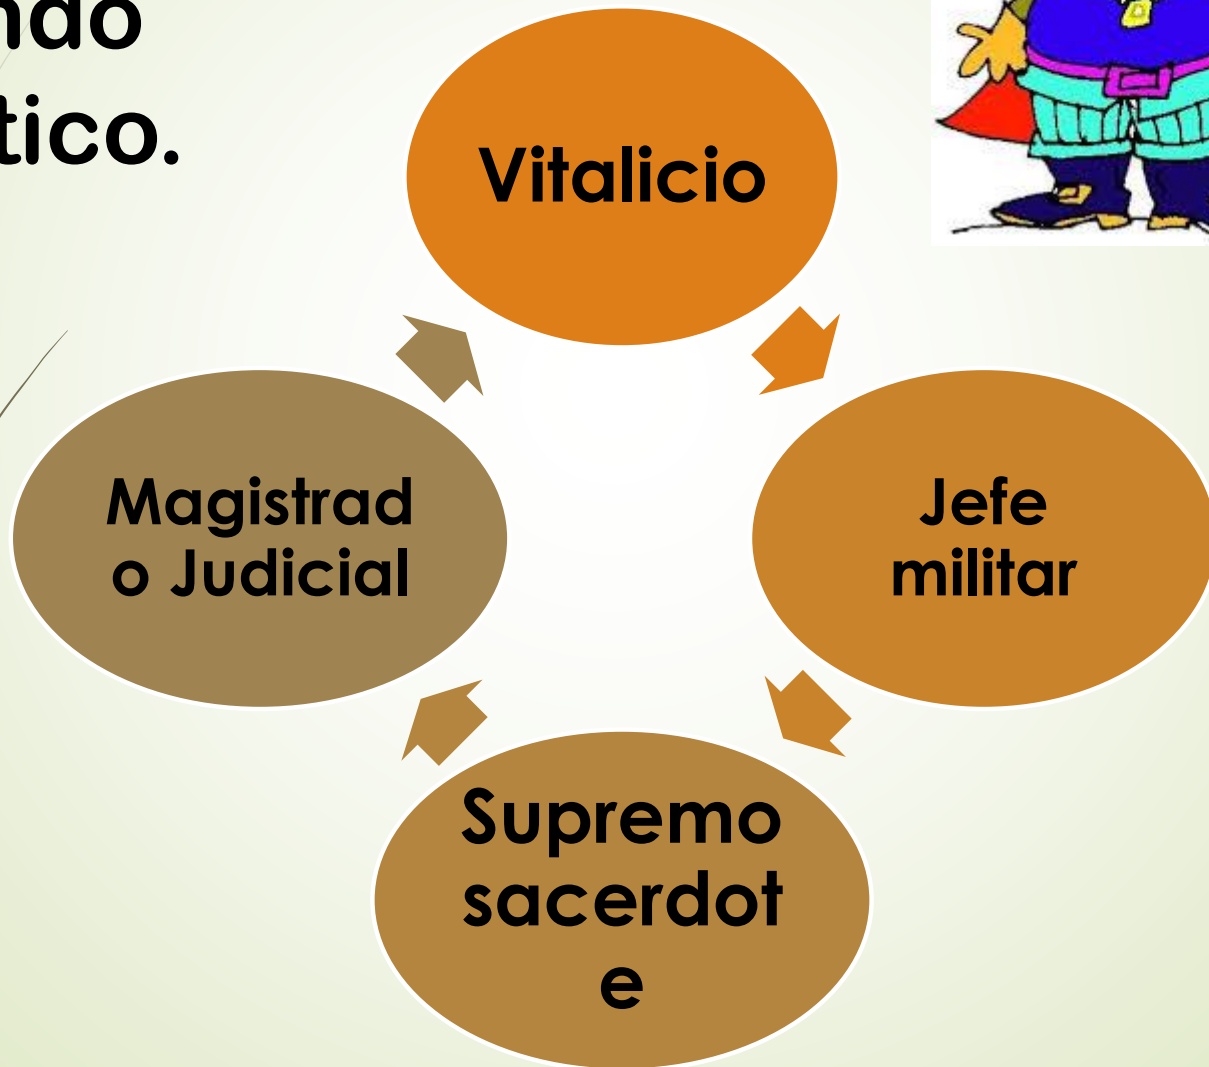 ndo
tico.
Vitalicio
Magistrad
o Judicial
Jefe
militar
Supremo
sacerdot
e